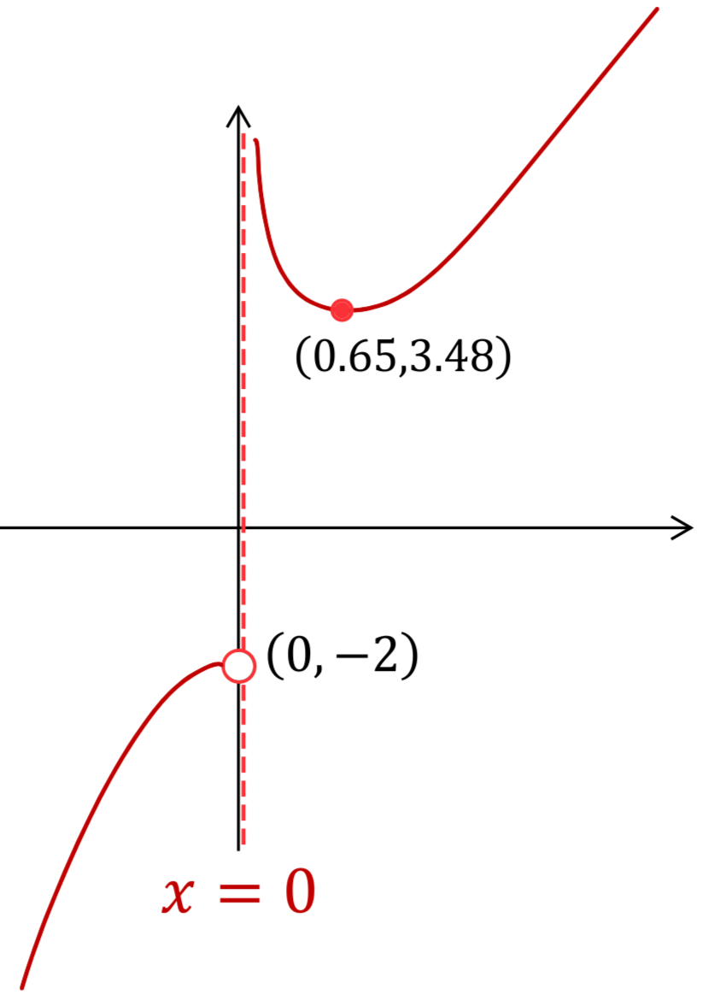 (0.65,3.48)
(0, −2)
x = 0